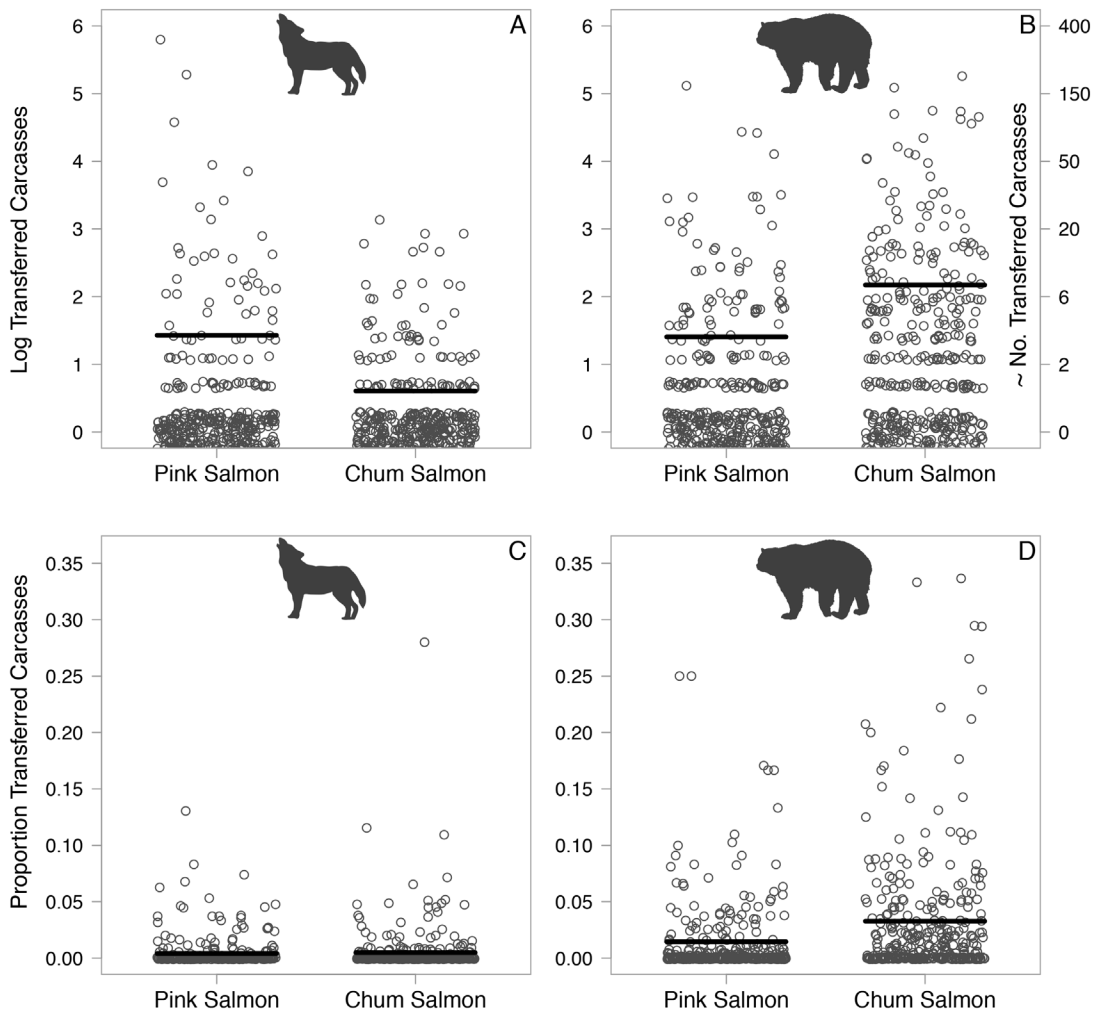 A
6
5
4
3
2
1
0
Log Transferred Carcasses
Pink Salmon
Chum Salmon
B
6
5
4
3
2
1
0
400
150
50
20
6
2
0
~ No. Transferred Carcasses
Pink Salmon
Chum Salmon
C
0.35
0.30
0.25
0.20
0.15
0.10
0.05
0.00
Proportion Transferred Carcasses
Pink Salmon
Chum Salmon
D
0.35
0.30
0.25
0.20
0.15
0.10
0.05
0.00
Pink Salmon
Chum Salmon